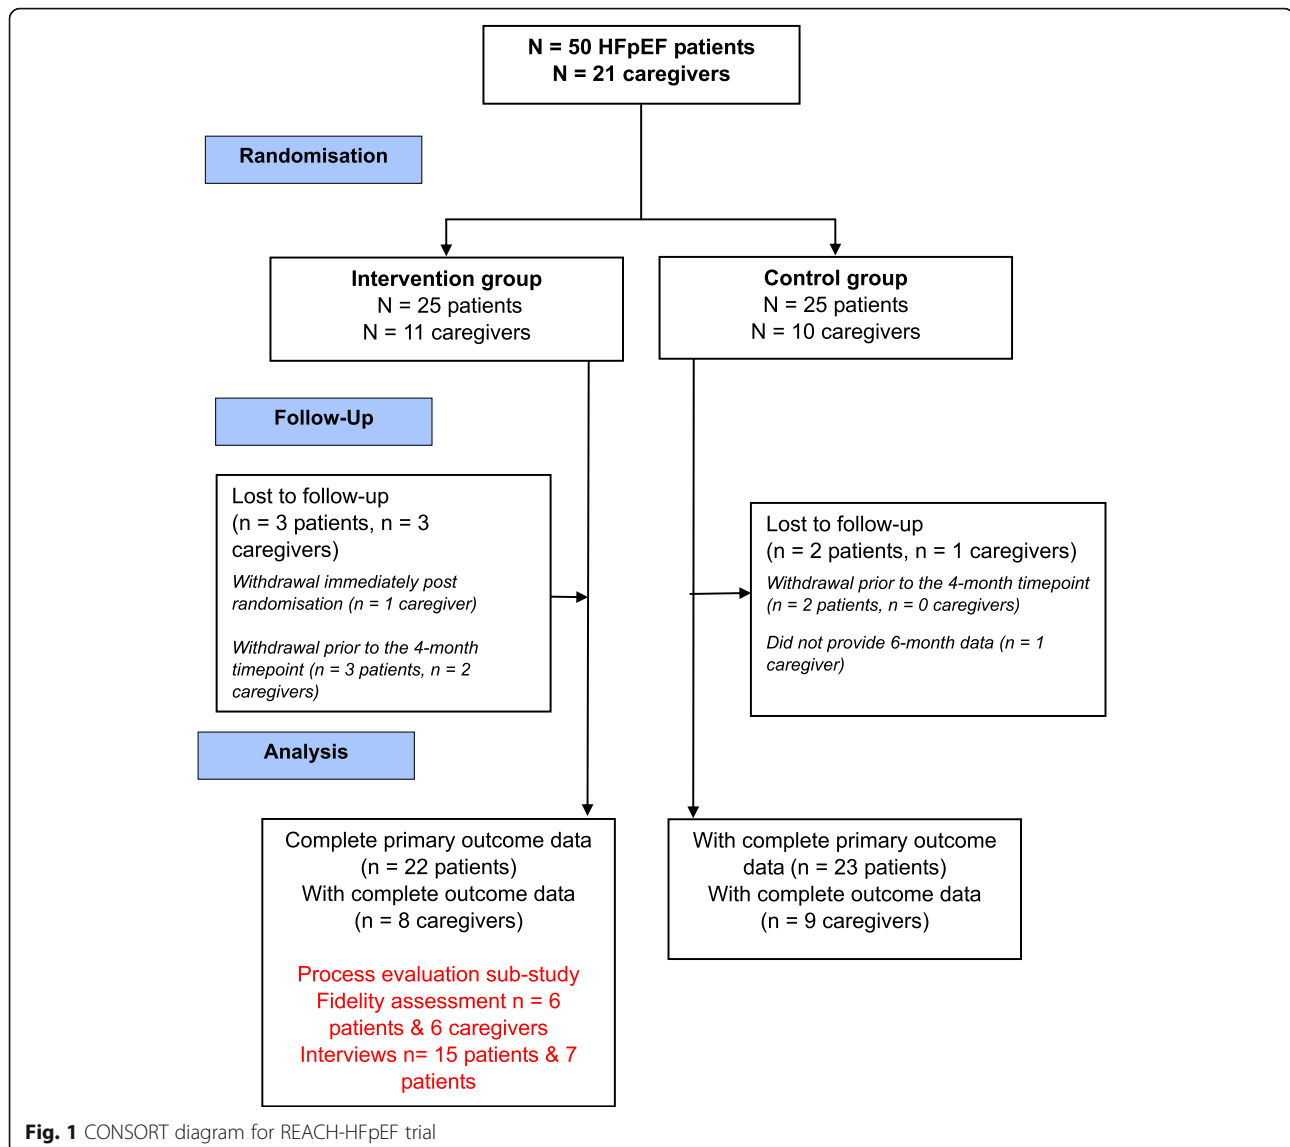 N = 50 HFpEF patients
N = 21 caregivers
Randomisation
Intervention group
N = 25 patients
N = 11 caregivers
Control group
N = 25 patients
N = 10 caregivers
Follow-Up
Lost to follow-up
(n = 3 patients, n = 3
caregivers)
Withdrawal immediately post
randomisation (n = 1 caregiver)
Withdrawal prior to the 4-month
timepoint (n = 3 patients, n = 2
caregivers)
Lost to follow-up
(n = 2 patients, n = 1 caregivers)
Withdrawal prior to the 4-month timepoint
(n = 2 patients, n = 0 caregivers)
Did not provide 6-month data (n = 1
caregiver)
Analysis
Complete primary outcome data
(n = 22 patients)
With complete outcome data
(n = 8 caregivers)
Process evaluation sub-study
Fidelity assessment n = 6
patients & 6 caregivers
Interviews n= 15 patients & 7
patients
With complete primary outcome
data (n = 23 patients)
With complete outcome data
(n = 9 caregivers)
Fig. 1 CONSORT diagram for REACH-HFpEF trial